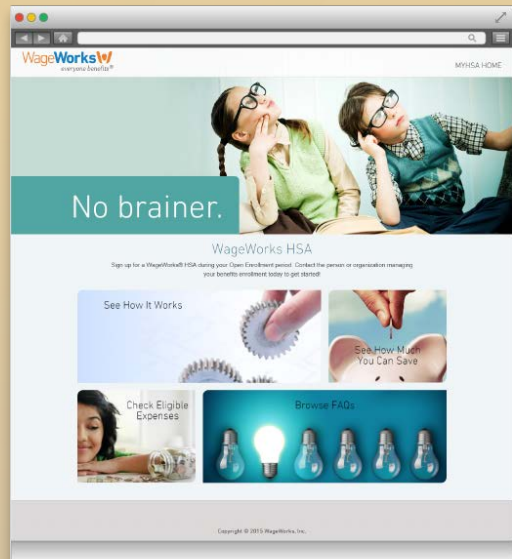 WageWorks
everyone benefits®
MYHSA HOME
No brainer.
WageWorks HSA
Sign up for a WageWorks® HSA during your Open Enrollment period. Contact the person or organization managing
your benefits enrollment today to get started!
See How It Works
See How Much
You Can Save
Check Eligible
Expenses
Browse FAQs
Copyright © 2015 WageWorks, Inc.